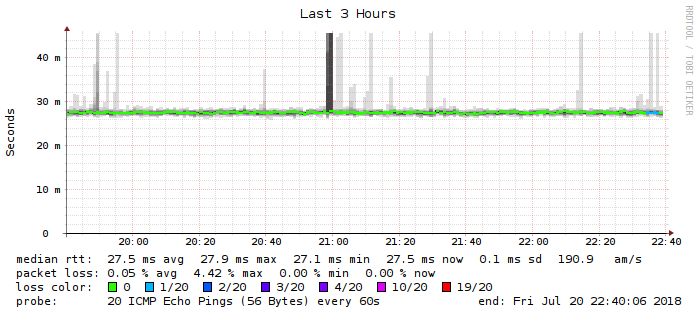 Last 3 Hours
RRDTOOL / TOBI OETIKER
Seconds
40 m
30 m
20 m
10 m
0
20:00 20:20 20:40 21:00 21:20 21:40 22:00 22:20 22:40
median rtt: 27.5 ms avg 27.9 ms max 27.1 ms min 27.5 ms now 0.1 ms sd 190.9 am/s
packet loss: 0.05 % avg 4.42 % max 0.00 % min 0.00 % now
loss color: 0 1/20 2/20 3/20 4/20 10/20 19/20
probe: 20 ICMP Echo Pings (56 Bytes) every 60s end: Fri Jul 20 22:40:06 2018